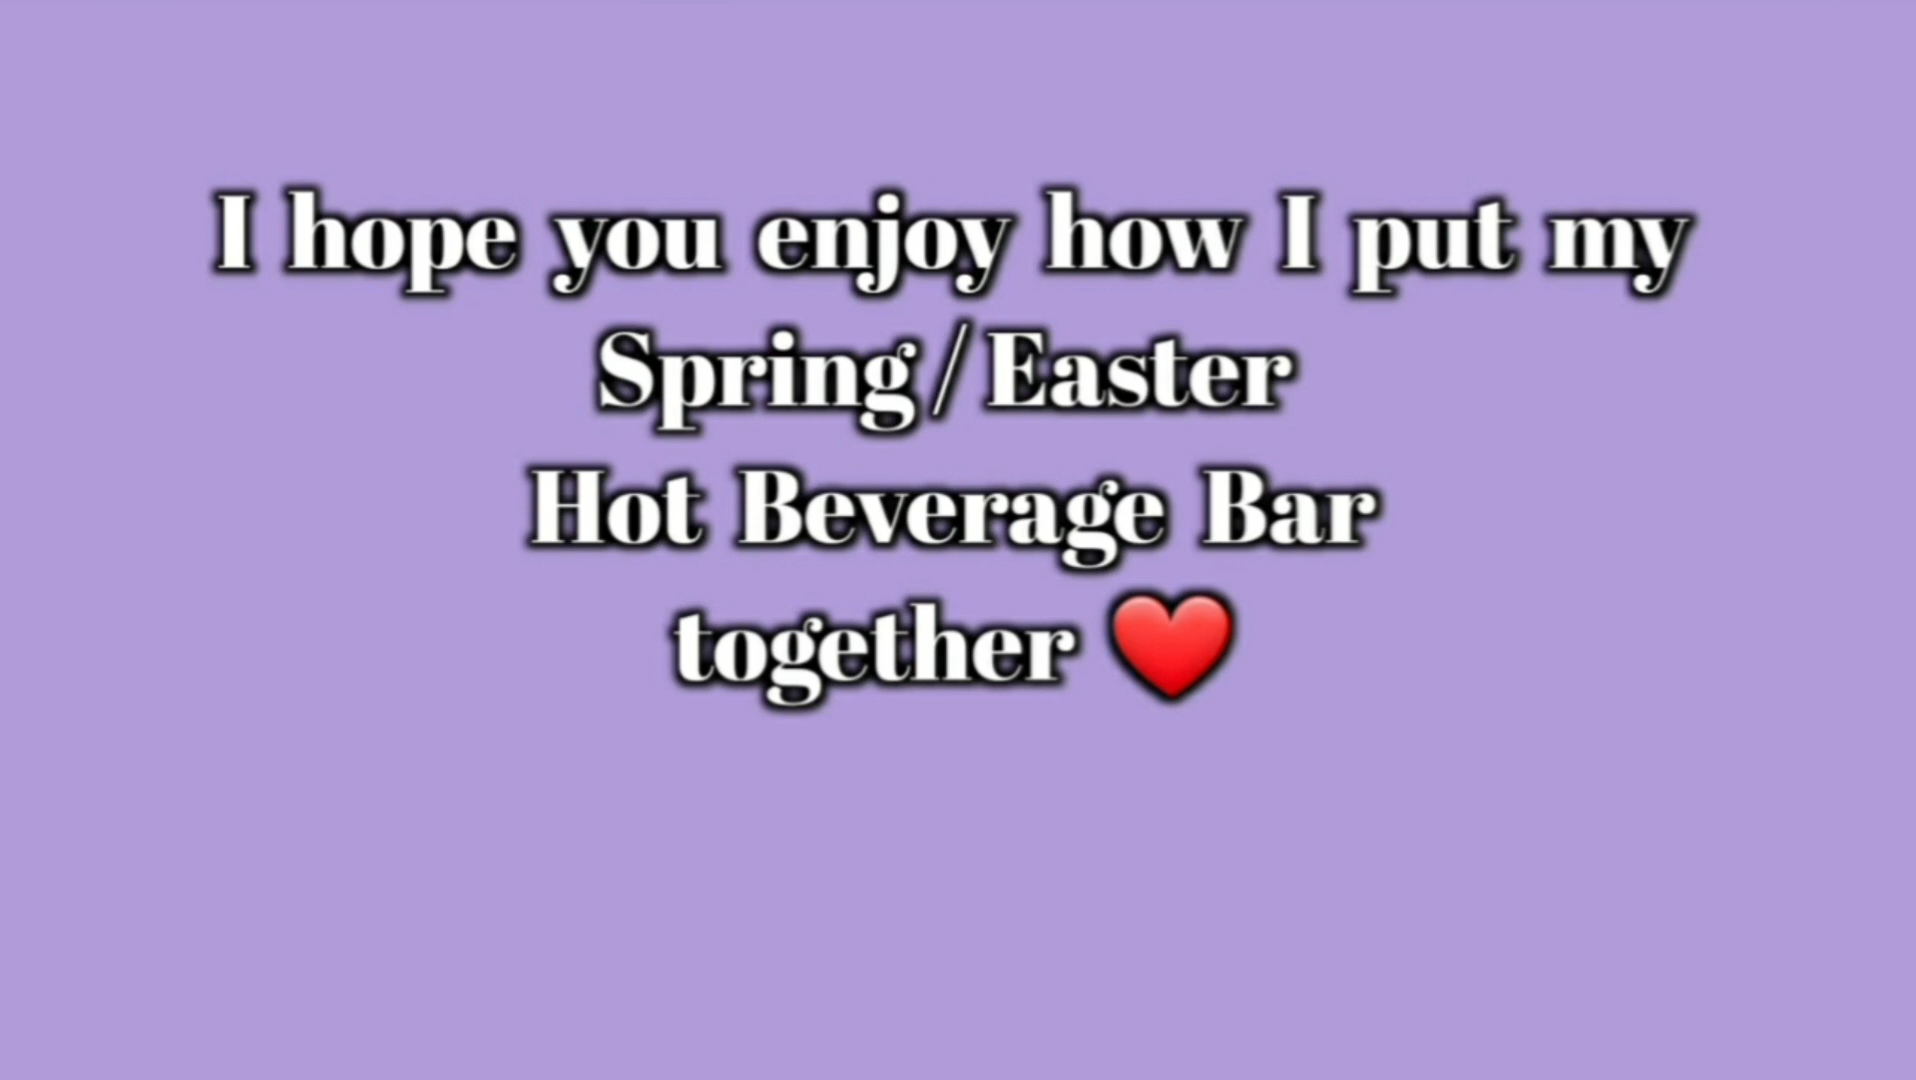 I hope you enjoy how I put my
Spring / Easter
Hot Beverage Bar
together ❤️